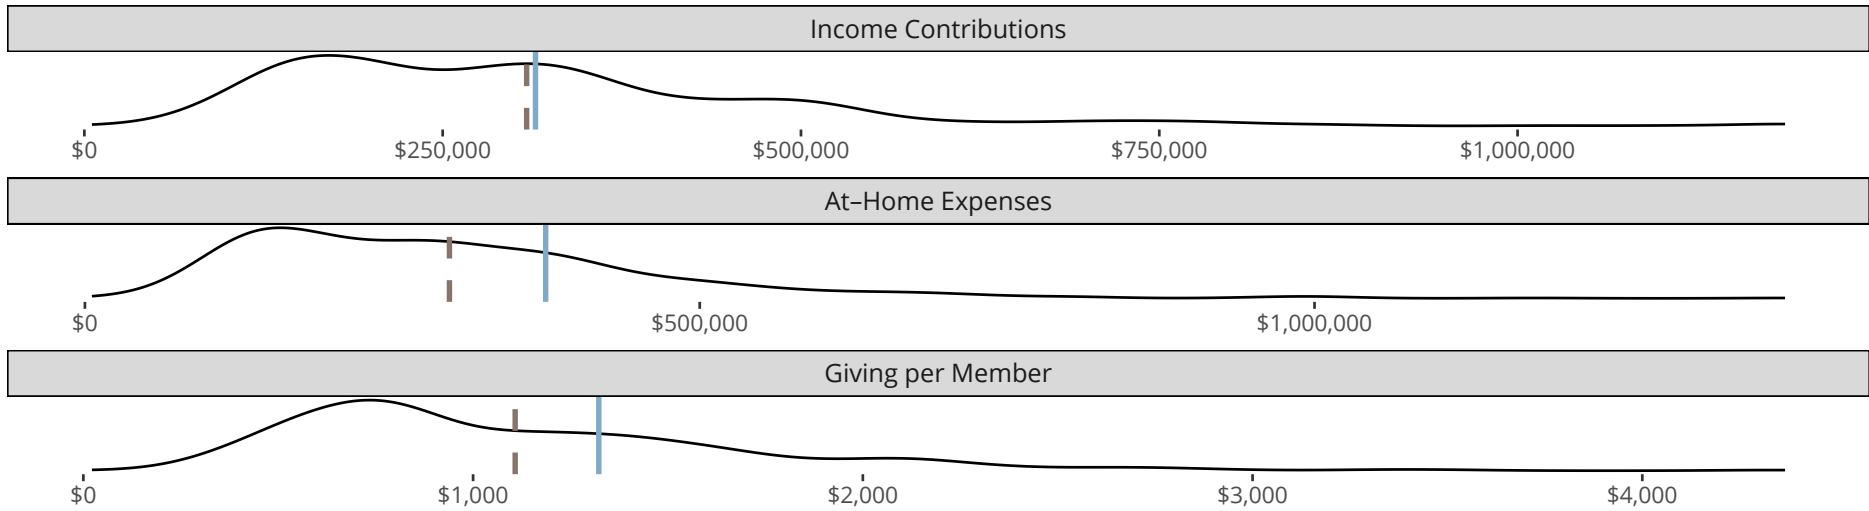 Income Contributions
$0 $250,000 $500,000 $750,000 $1,000,000
At–Home Expenses
$0 $500,000 $1,000,000
Giving per Member
$0 $1,000 $2,000 $3,000 $4,000